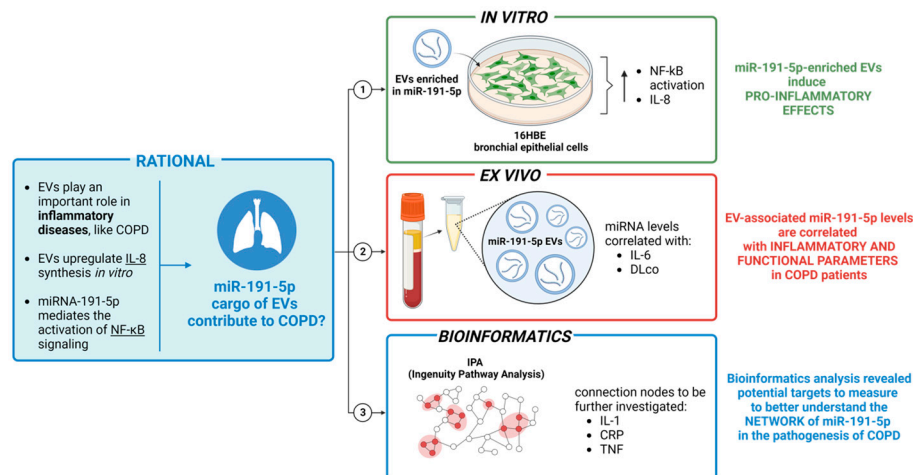 RATIONAL
• EVs play an
important role in
inflammatory
diseases, like COPD
• EVs upregulate IL-8
synthesis in vitro
• miRNA-191-5p
mediates the
activation of NF-κB
signaling
miR-191-5p
cargo of EVs
contribute to COPD?
1
IN VITRO
EVs enriched
in miR-191-5p
16HBE
bronchial epithelial cells
• NF-kB
activation
• IL-8
miR-191-5p-enriched EVs
induce
PRO-INFLAMMATORY
EFFECTS
2
EX VIVO
miR-191-5p EVs
miRNA levels
correlated with:
• IL-6
• DLco
EV-associated miR-191-5p levels
are correlated
with INFLAMMATORY AND
FUNCTIONAL PARAMETERS
in COPD patients
3
BIOINFORMATICS
IPA
(Ingenuity Pathway Analysis)
connection nodes to be
further investigated:
• IL-1
• CRP
• TNF
Bioinformatics analysis revealed
potential targets to measure
to better understand the
NETWORK of miR-191-5p
in the pathogenesis of COPD